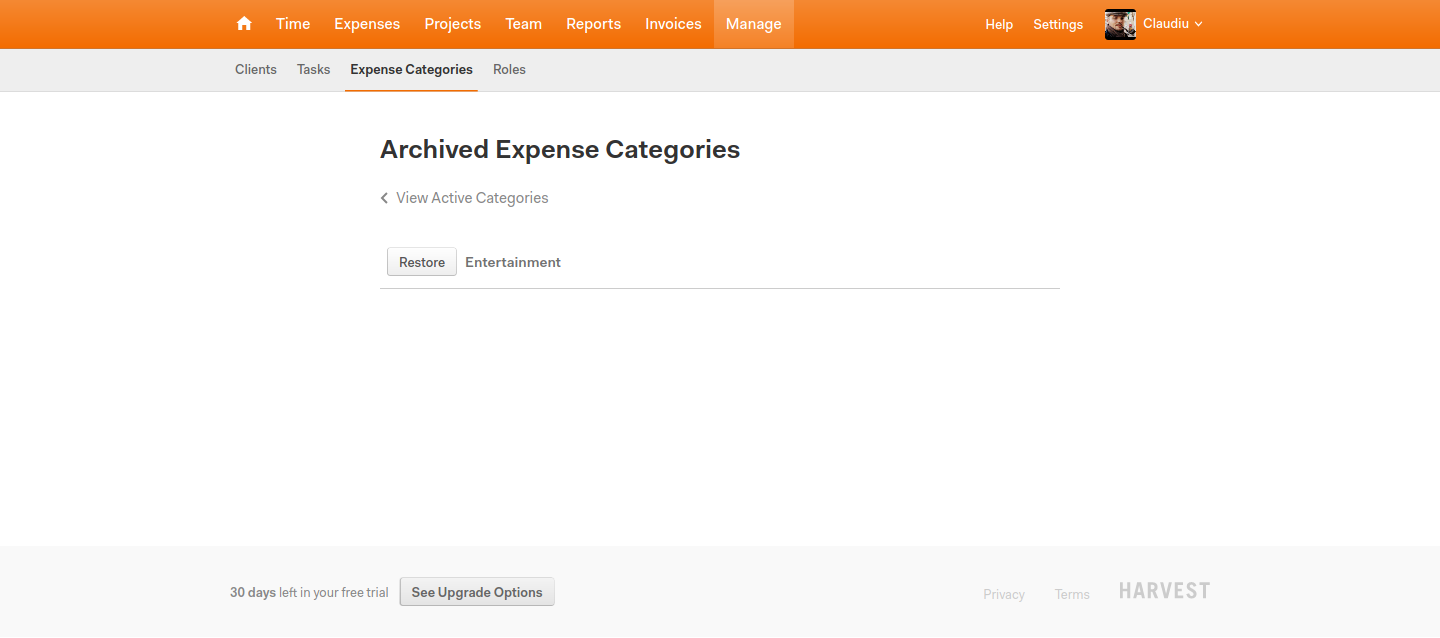 Time Expenses Projects Team Reports Invoices Manage Help Settings Claudiu
Clients Tasks Expense Categories Roles
Archived Expense Categories
View Active Categories
Restore Entertainment
30 days left in your free trial See Upgrade Options Privacy Terms HARVEST